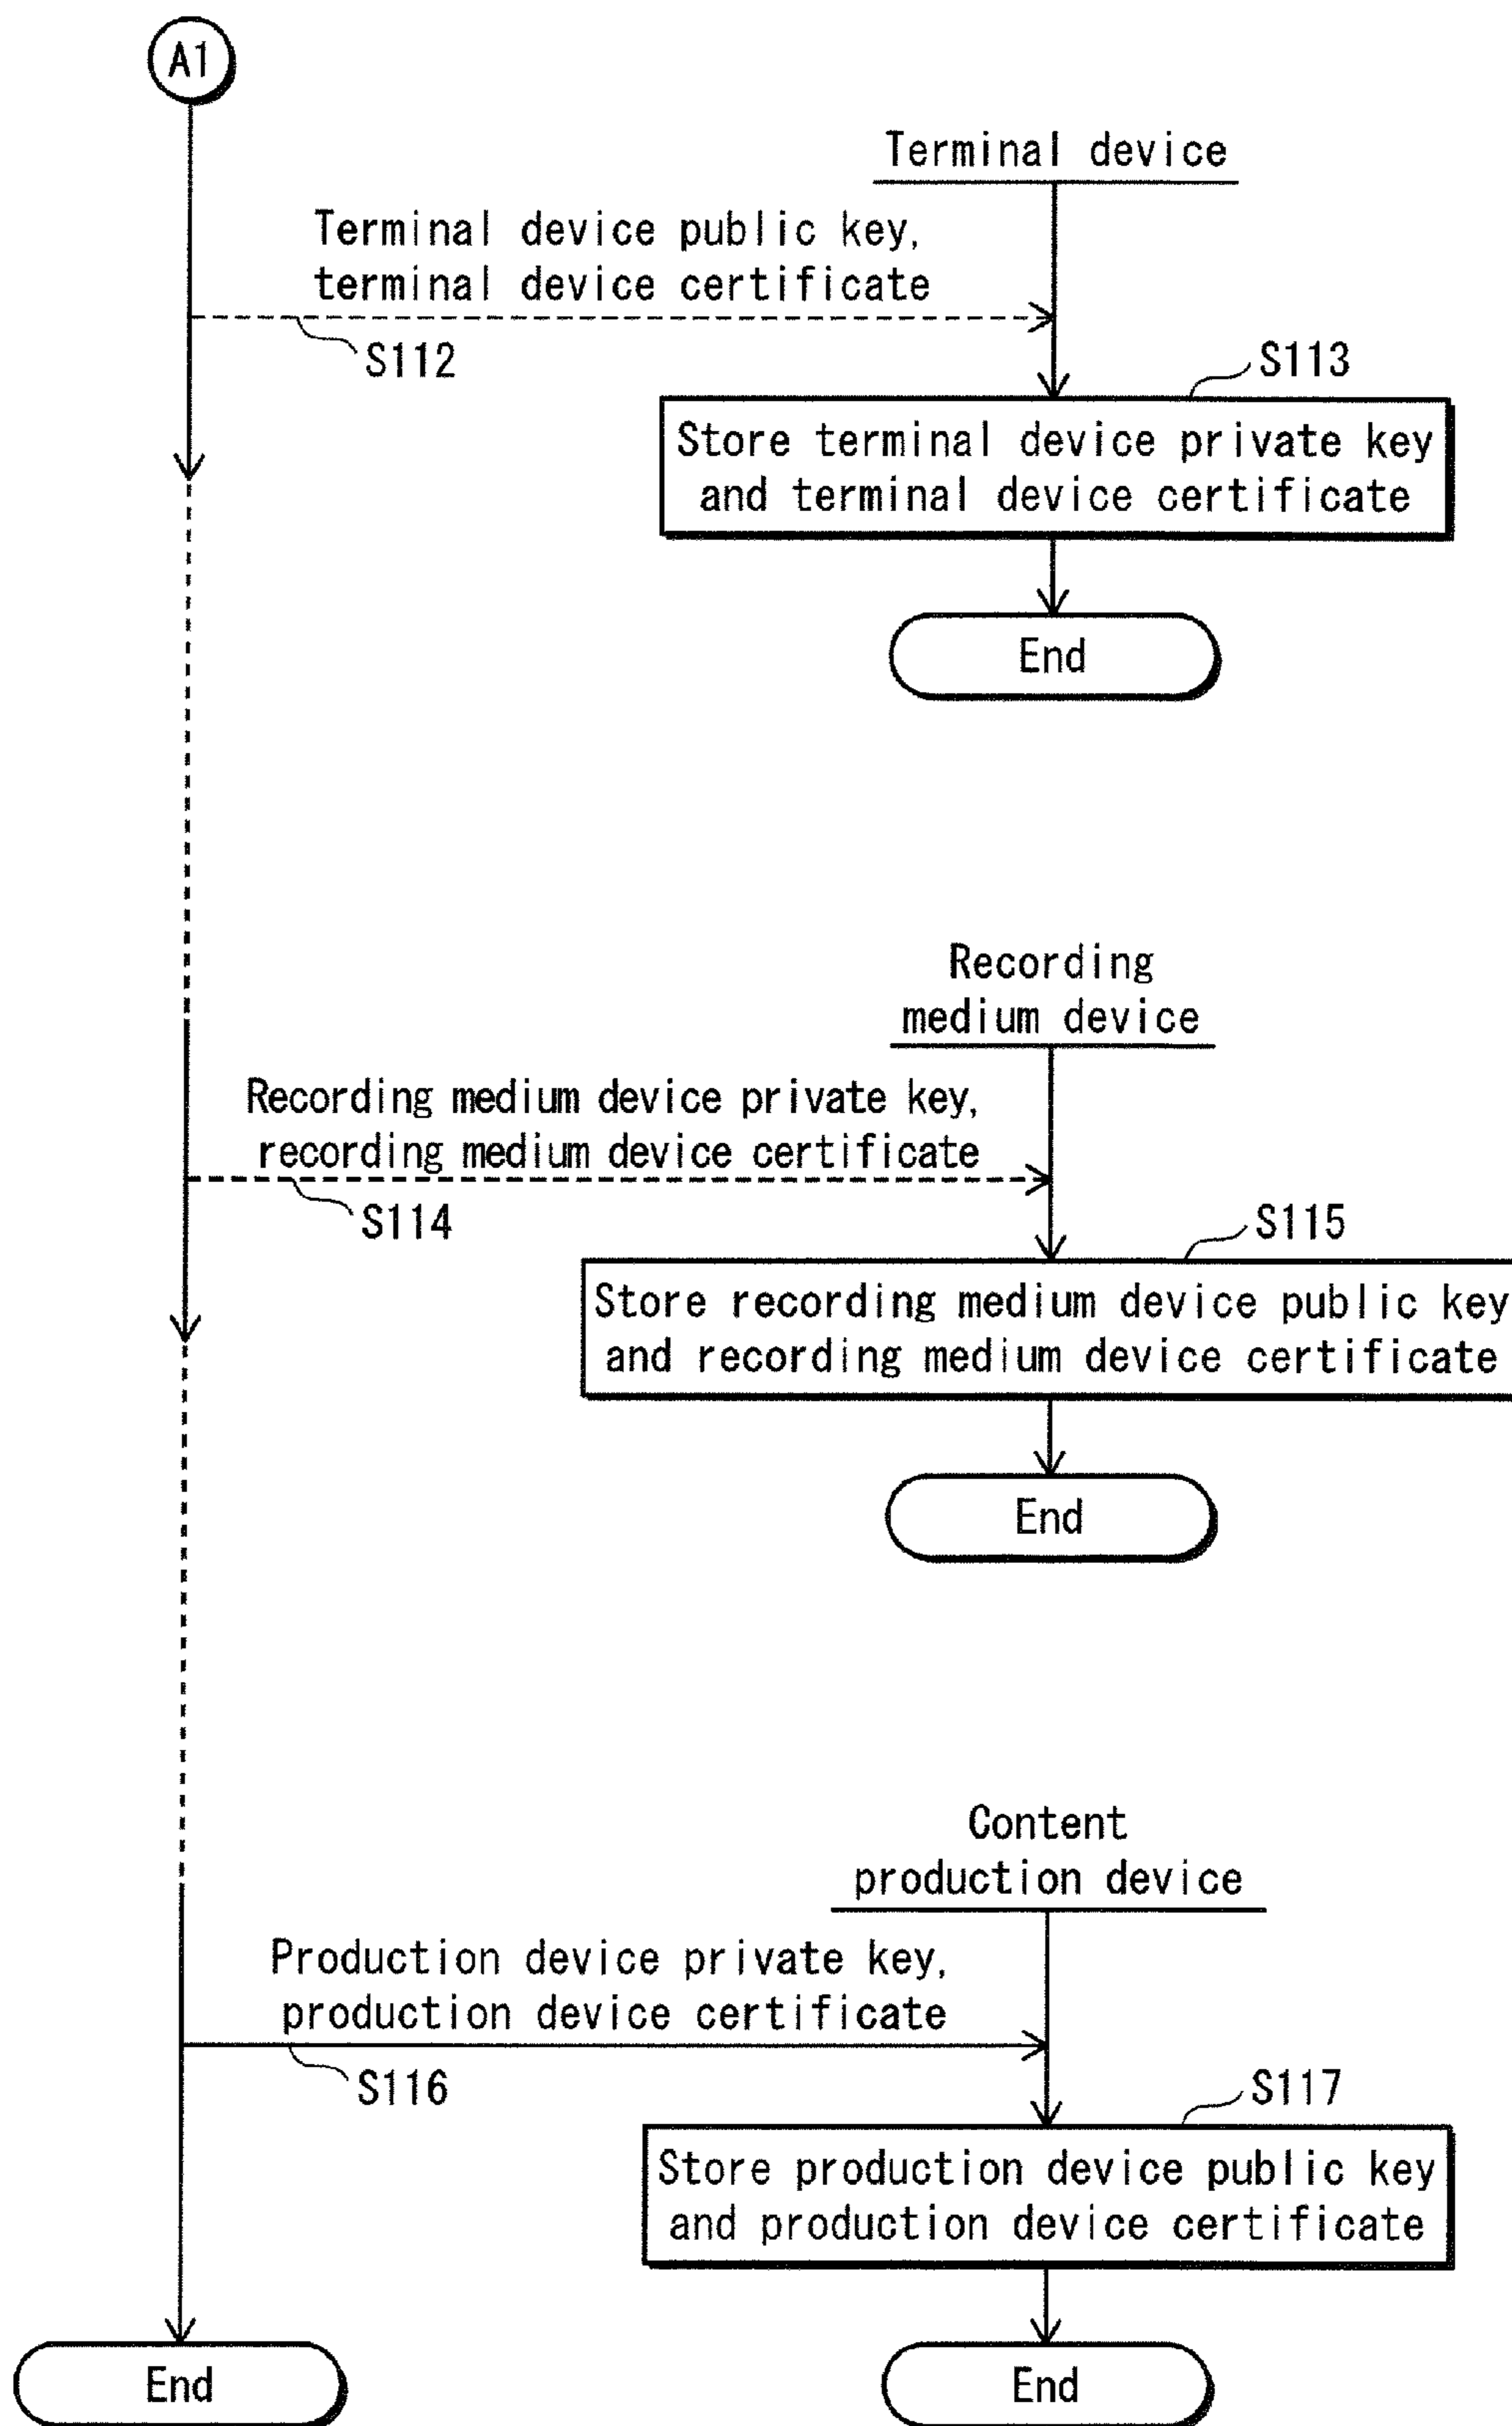 A1
Terminal device
Terminal device public key,
terminal device certificate
S112
S113
Store terminal device private key
and terminal device certificate
End
Recording
medium device
Recording medium device private key,
recording medium device certificate
S114
S115
Store recording medium device public key
and recording medium device certificate
End
Content
production device
Production device private key,
production device certificate
S116
S117
Store production device public key
and production device certificate
End
End